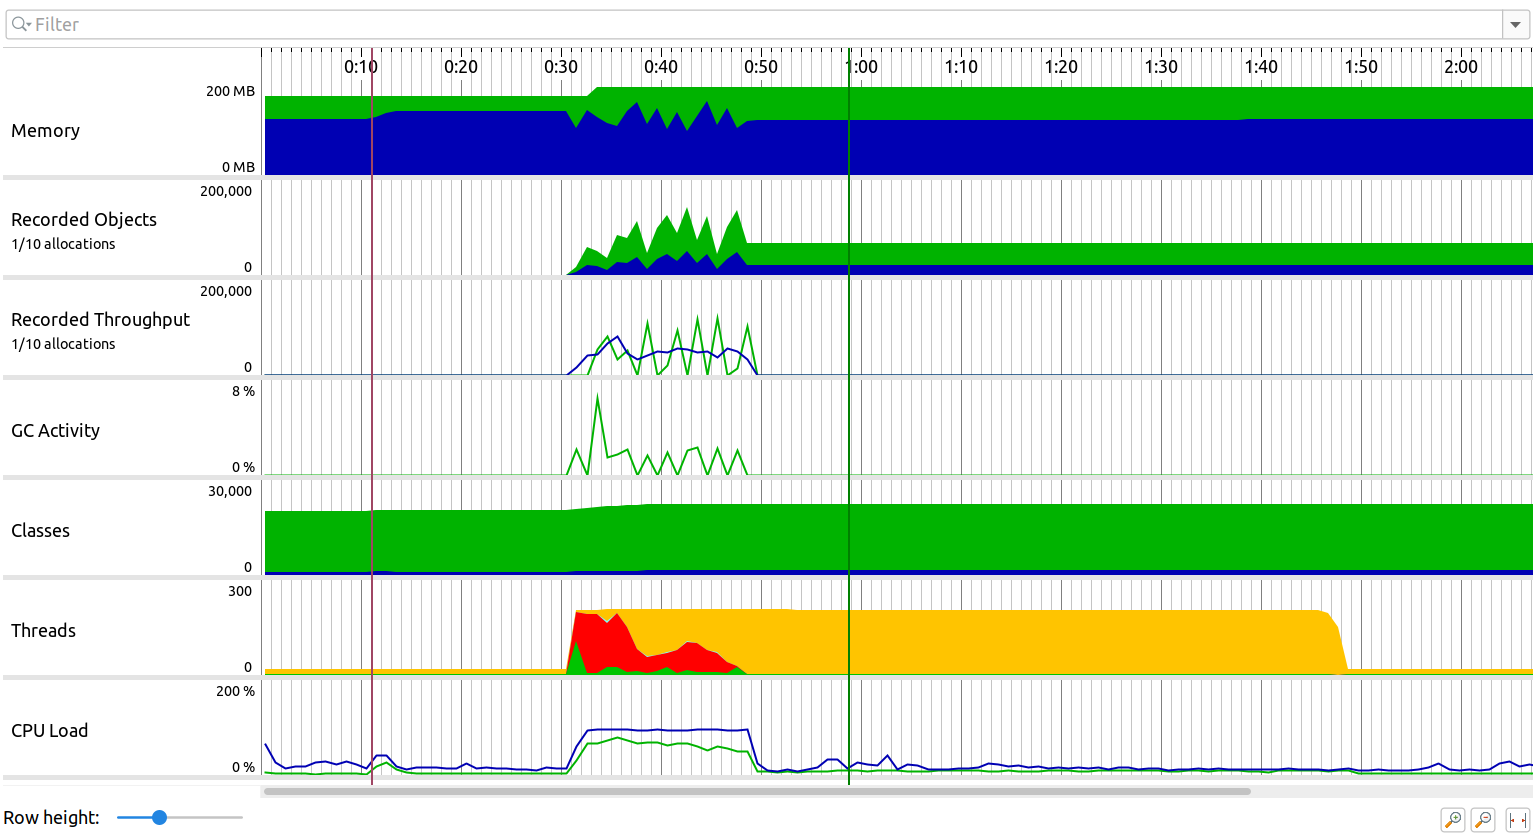 Filter
0:10 0:20 0:30 0:40 0:50 1:00 1:10 1:20 1:30 1:40 1:50 2:00
200 MB
Memory
0 MB
200,000
Recorded Objects
1/10 allocations
0
200,000
Recorded Throughput
1/10 allocations
0
8 %
GC Activity
0 %
30,000
Classes
0
300
Threads
0
200 %
CPU Load
0 %
Row height: